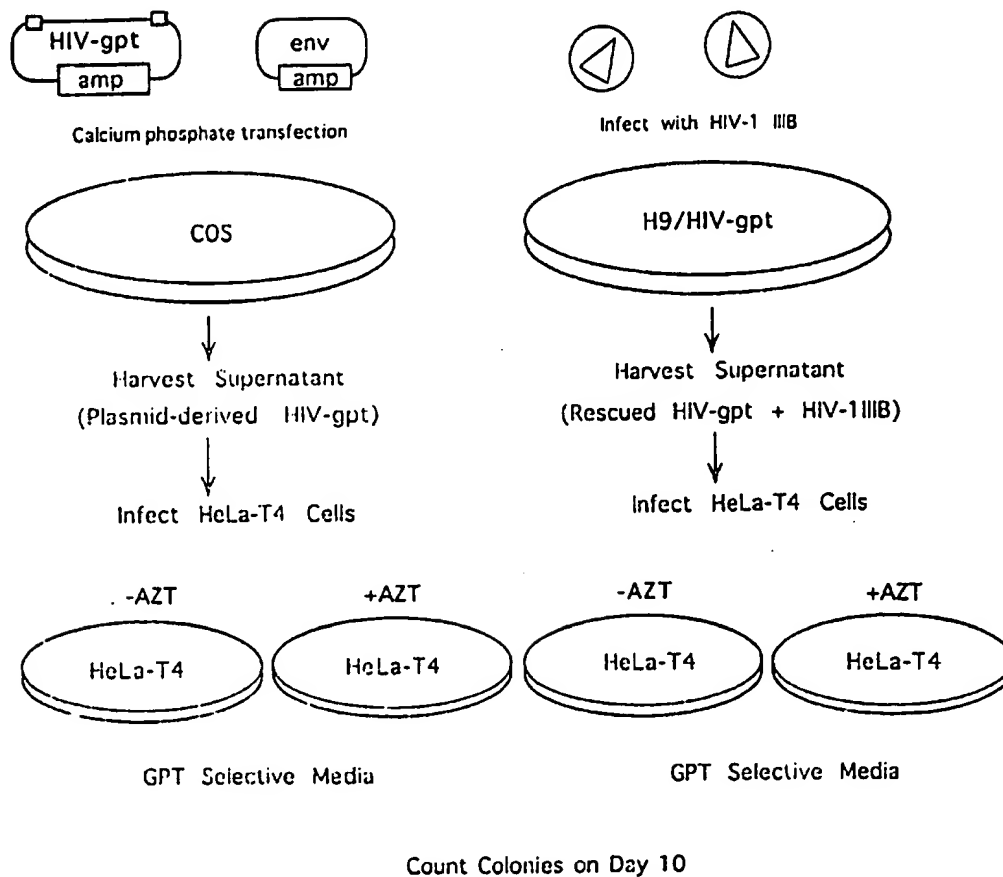 HIV-gpt
amp
env
amp
Calcium phosphate transfection
COS
Harvest Supernatant
(Plasmid-derived HIV-gpt)
Infect HeLa-T4 Cells
Infect with HIV-1 IIIB
H9/HIV-gpt
Harvest Supernatant
(Rescued HIV-gpt + HIV-1IIIB)
Infect HeLa-T4 Cells
-AZT
+AZT
-AZT
+AZT
HeLa-T4
HeLa-T4
HeLa-T4
HeLa-T4
GPT Selective Media
GPT Selective Media
Count Colonies on Day 10